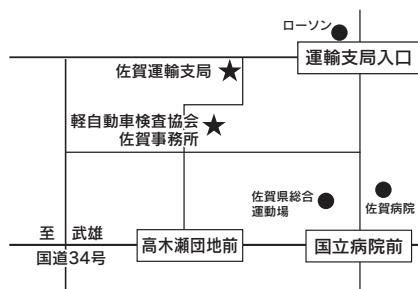 ローソン
運輸支局入口
佐賀運輸支局
軽自動車検査協会
佐賀事務所
佐賀県総合
運動場
佐賀病院
至 武雄
国道34号
高木瀬団地前
国立病院前